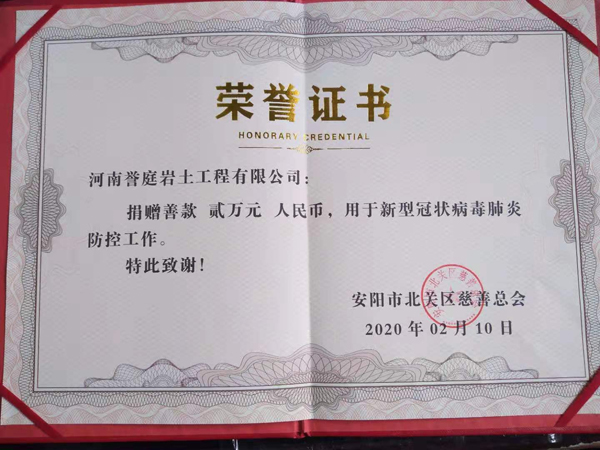 荣誉证书
HONORARY CREDENTIAL
河南誉庭岩土工程有限公司：
捐赠善款 贰万元 人民币，用于新型冠状病毒肺炎
防控工作。
特此致谢！
安阳市北关区慈善总会
2020 年 02 月 10 日